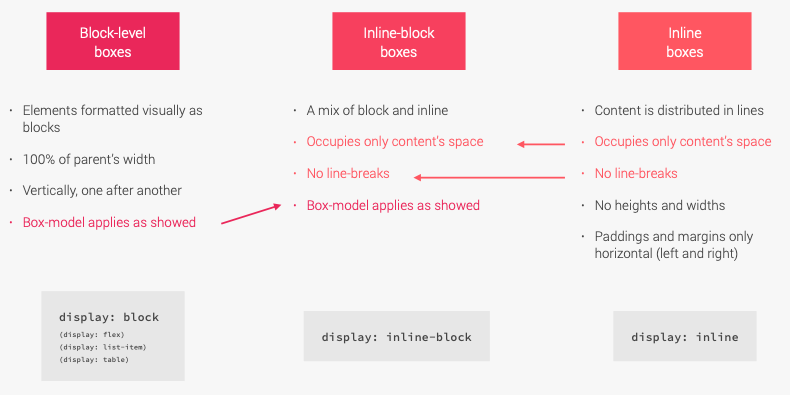 Block-level
boxes
Inline-block
boxes
Inline
boxes
• Elements formatted visually as
blocks
• 100% of parent's width
• Vertically, one after another
• Box-model applies as showed
• A mix of block and inline
• Occupies only content's space
• No line-breaks
• Box-model applies as showed
• Content is distributed in lines
• Occupies only content's space
• No line-breaks
• No heights and widths
• Paddings and margins only
horizontal (left and right)
display: block
(display: flex)
(display: list-item)
(display: table)
display: inline-block
display: inline